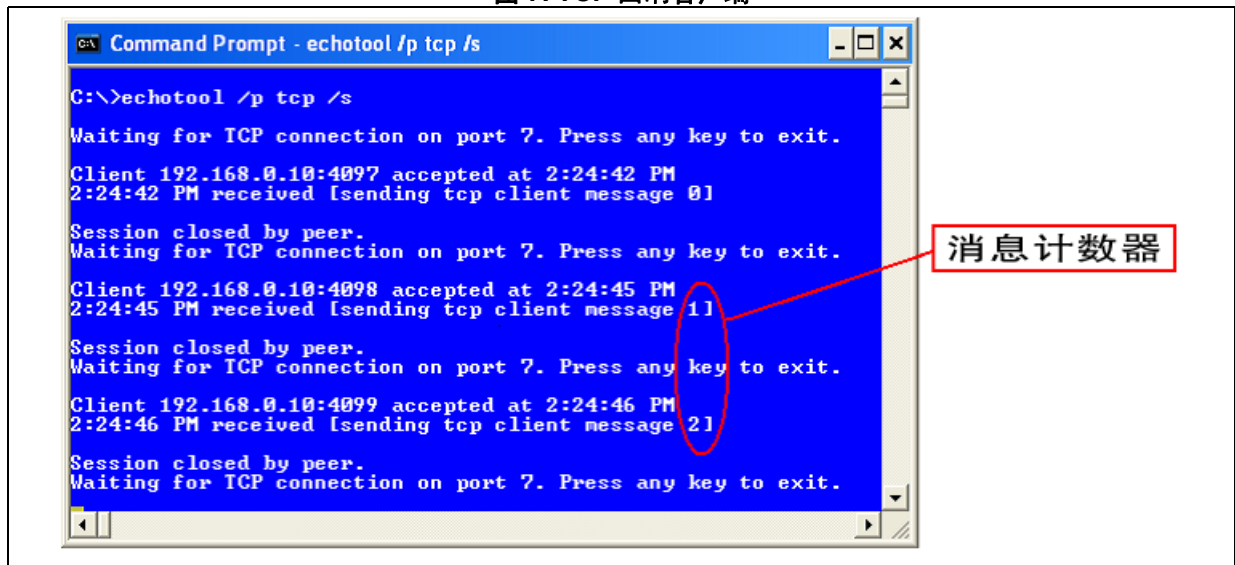 Command Prompt - echotool /p tcp /s
C:\>echotool /p tcp /s
Waiting for TCP connection on port 7. Press any key to exit.
Client 192.168.0.10:4097 accepted at 2:24:42 PM
2:24:42 PM received [sending tcp client message 0]
Session closed by peer.
Waiting for TCP connection on port 7. Press any key to exit.
Client 192.168.0.10:4098 accepted at 2:24:45 PM
2:24:45 PM received [sending tcp client message 1]
Session closed by peer.
Waiting for TCP connection on port 7. Press any key to exit.
Client 192.168.0.10:4099 accepted at 2:24:46 PM
2:24:46 PM received [sending tcp client message 2]
Session closed by peer.
Waiting for TCP connection on port 7. Press any key to exit.
消息计数器